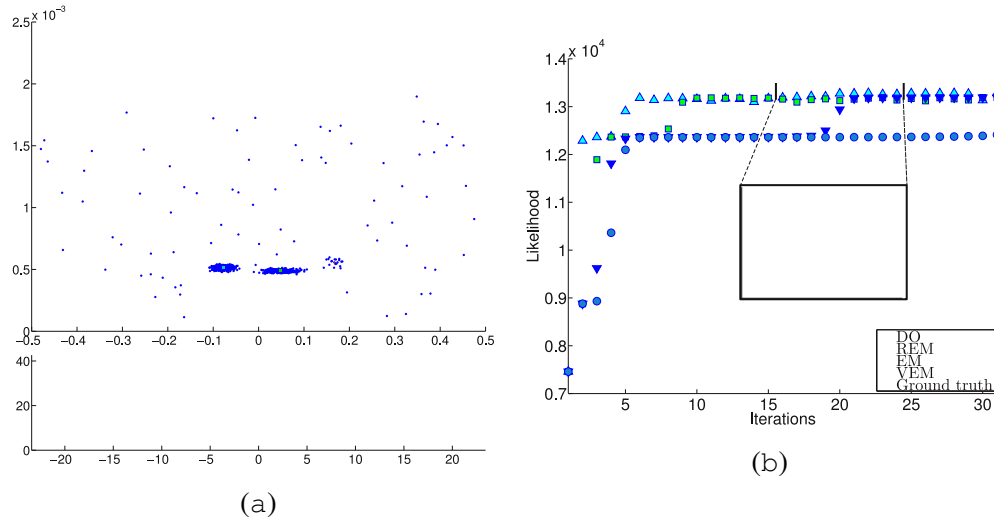 x 10
−3
2.5
2
1.5
1
0.5
0
−0.5 −0.4 −0.3 −0.2 −0.1 0 0.1 0.2 0.3 0.4 0.5
40
20
0
−20 −15 −10 −5 0 5 10 15 20
(a)
x 10
4
1.4
1.3
1.2
1.1
1
0.9
0.8
0.7
Likelihood
5 10 15 20 25 30
Iterations
DO
REM
EM
VEM
Ground truth
(b)